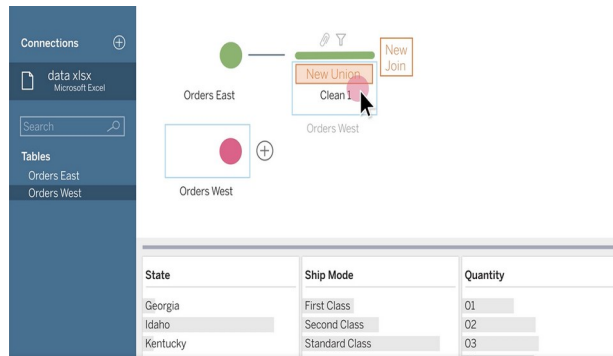 Connections
data xlsx
Microsoft Excel
Search
Tables
Orders East
Orders West
Orders East
New Union
Clean 1
New
Join
Orders West
Orders West
State
Ship Mode
Quantity
Georgia
First Class
01
Idaho
Second Class
02
Kentucky
Standard Class
03